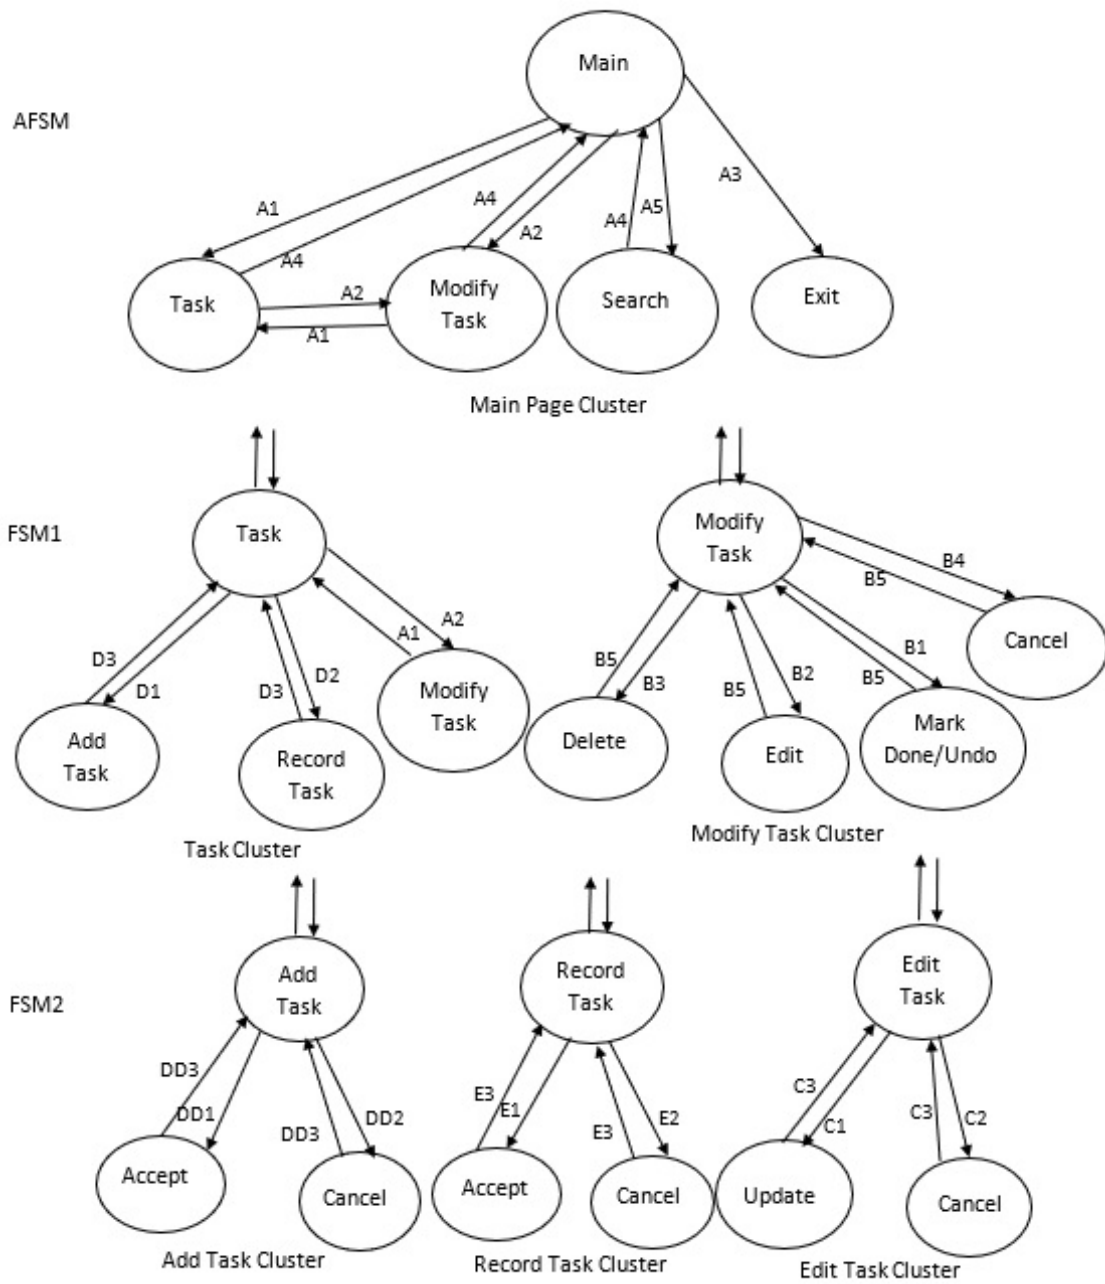 Main
AFSM
A3
A4
A5
A1
A4
A2
A4
Task
A2
Modify
Task
Search
Exit
A1
Main Page Cluster
FSM1
Task
Modify
Task
B4
B5
A2
A1
D3
D2
D1
D3
B5
B3
B2
B5
B1
B5
Cancel
Add
Task
Record
Task
Modify
Task
Delete
Edit
Mark
Done/Undo
Task Cluster
Modify Task Cluster
FSM2
Add
Task
Record
Task
Edit
Task
DD3
DD1
DD2
DD3
E3
E1
E2
E3
C3
C1
C3
C2
Accept
Cancel
Accept
Cancel
Update
Cancel
Add Task Cluster
Record Task Cluster
Edit Task Cluster